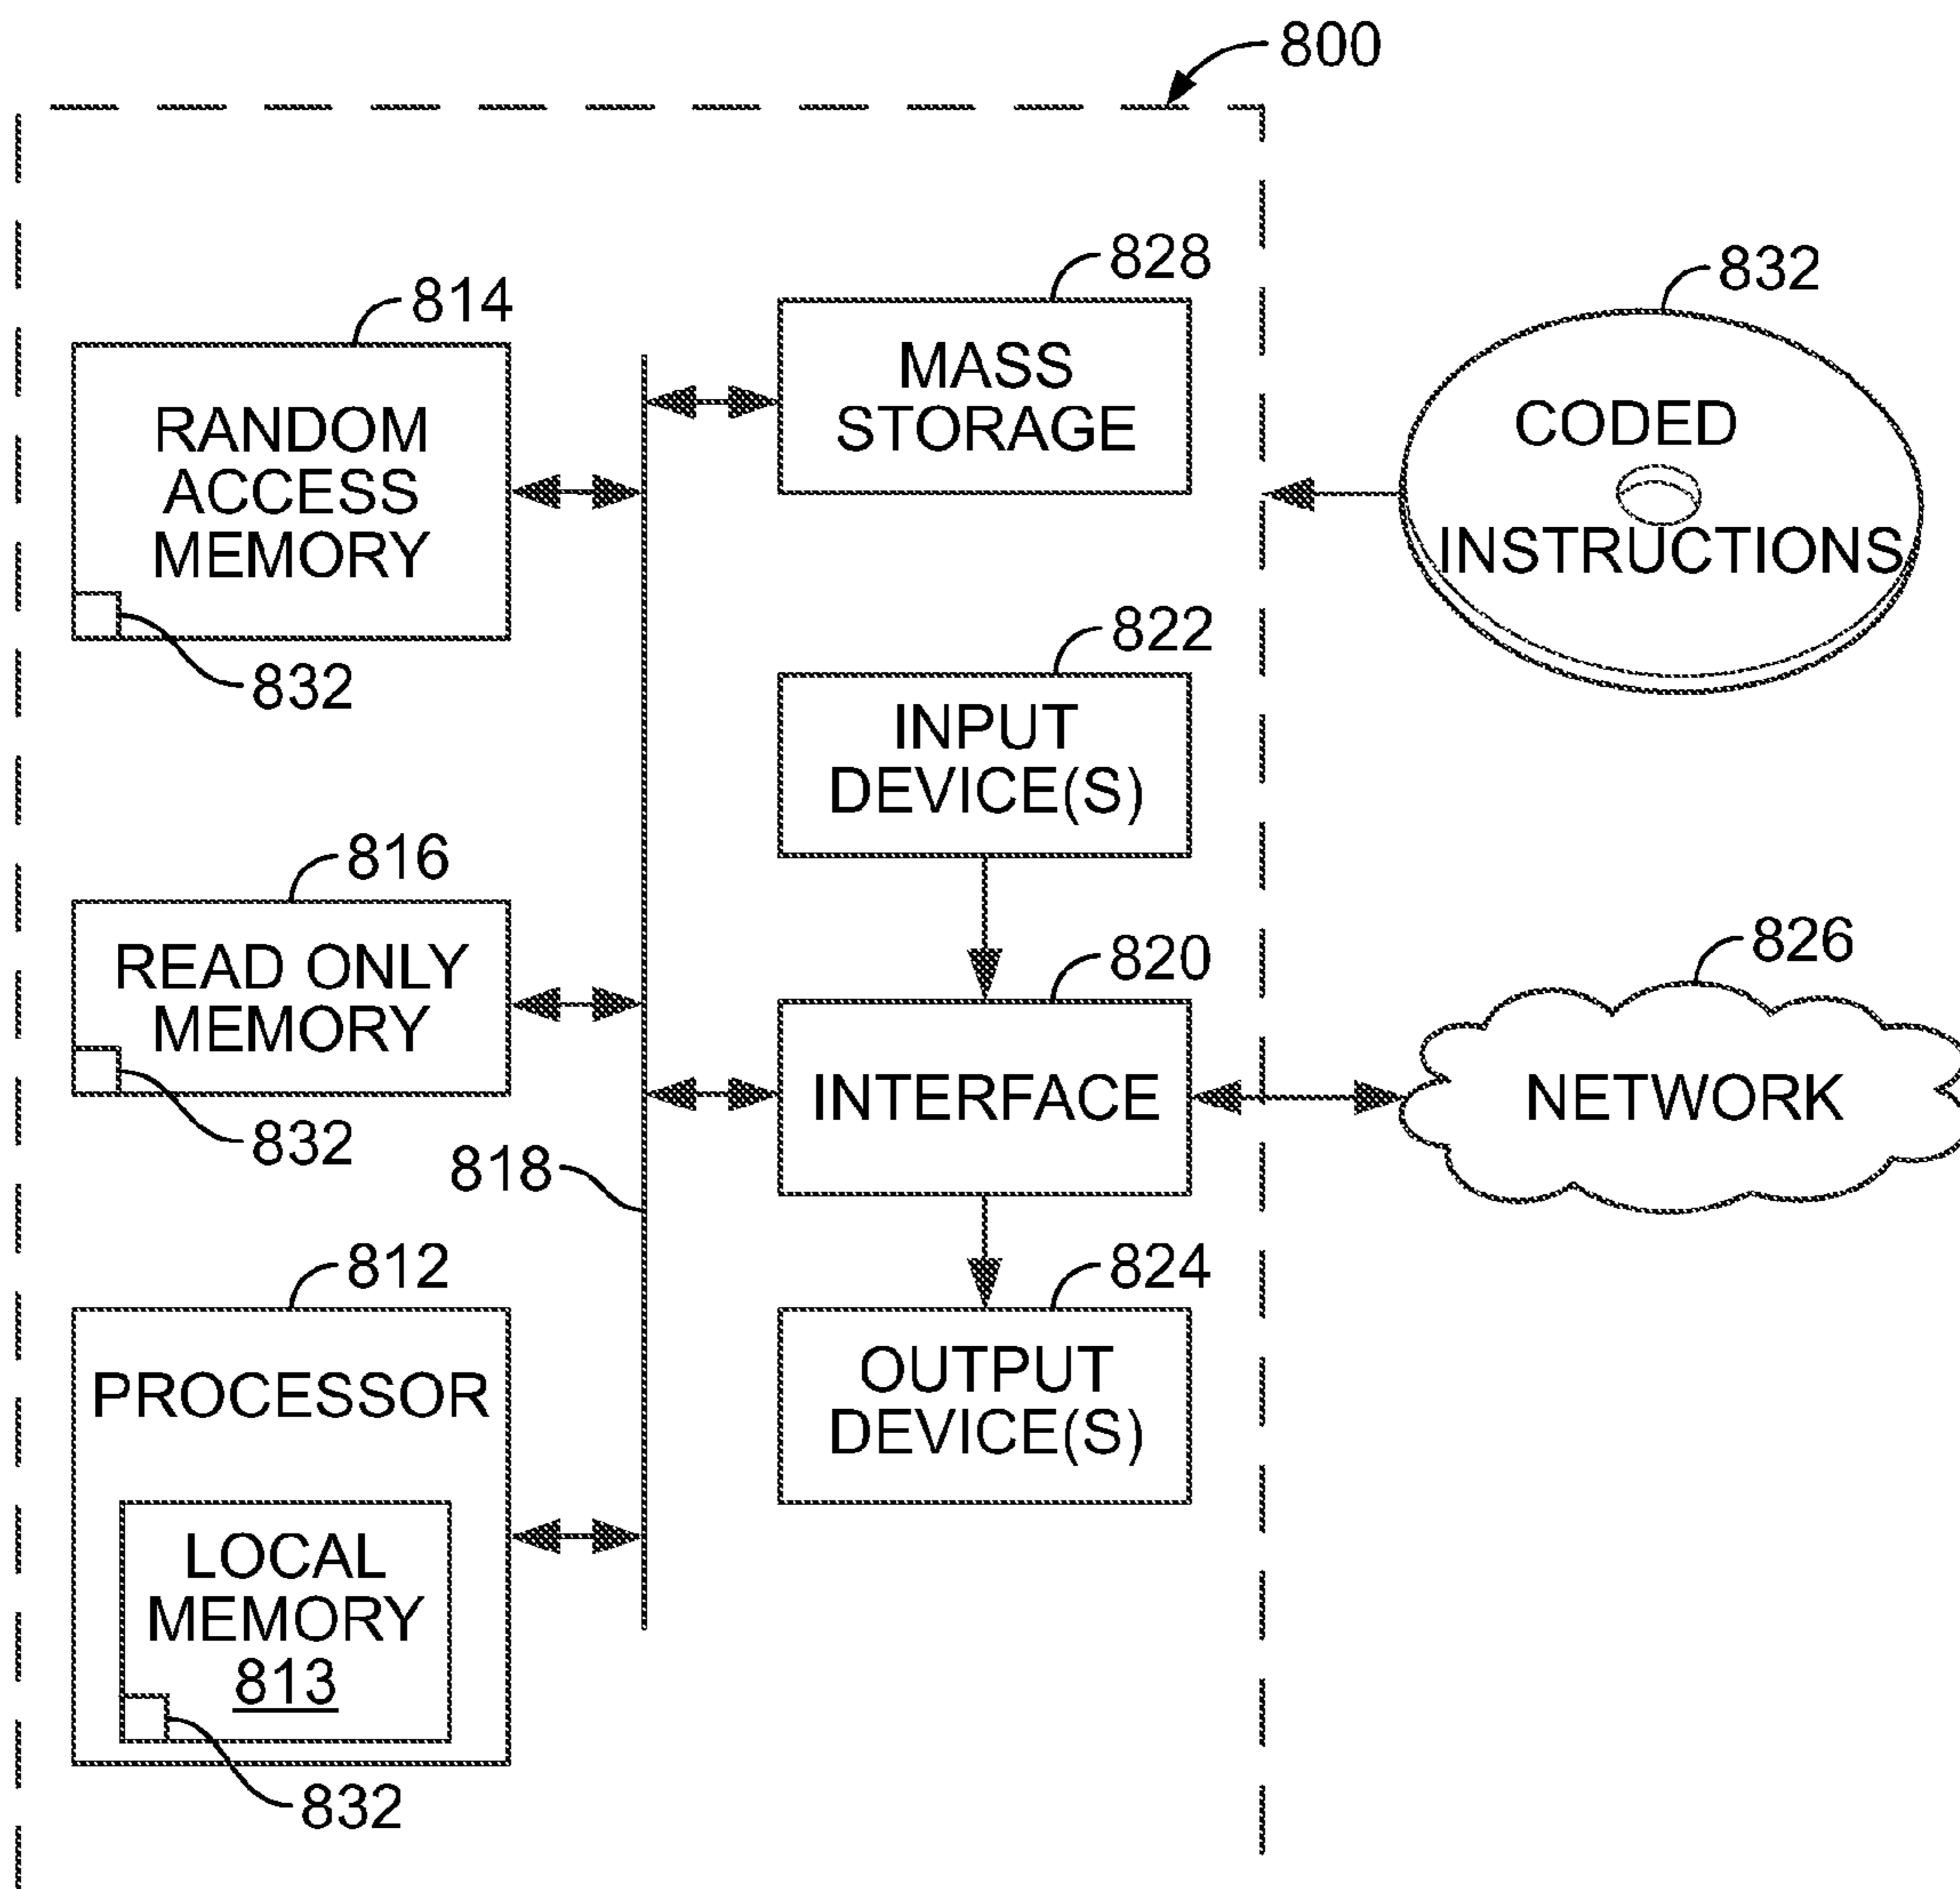 800
814
RANDOM
ACCESS
MEMORY
832
828
MASS
STORAGE
832
CODED
INSTRUCTIONS
822
INPUT
DEVICE(S)
816
READ ONLY
MEMORY
832
818
820
INTERFACE
826
NETWORK
812
PROCESSOR
LOCAL
MEMORY
813
832
824
OUTPUT
DEVICE(S)